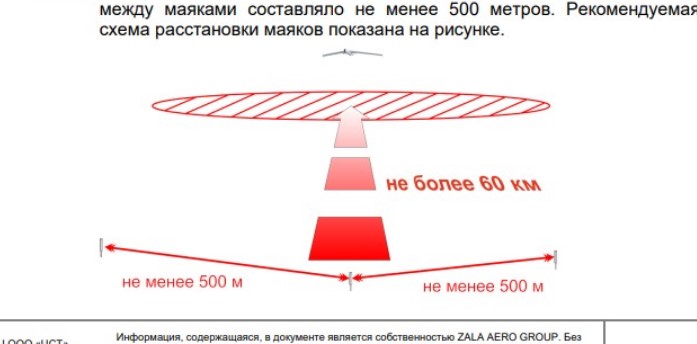 между маяками составляло не менее 500 метров. Рекомендуемая
схема расстановки маяков показана на рисунке.
не более 60 км
не менее 500 м
не менее 500 м
Информация, содержащаяся, в документе является собственностью ZALA AERO GROUP. Без